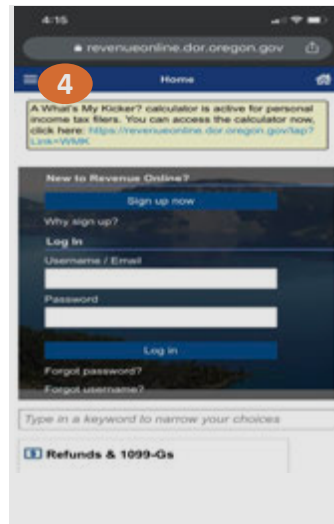 4:15
revenueonline.dor.oregon.gov
4
Home
A What's My Kicker? calculator is active for personal
income tax filers. You can access the calculator now,
click here: https://revenueonline.dor.oregon.gov/tap?
Link=WMK
New to Revenue Online?
Sign up now
Why sign up?
Log In
Username / Email
Password
Log in
Forgot password?
Forgot username?
Type in a keyword to narrow your choices
Refunds & 1099-Gs